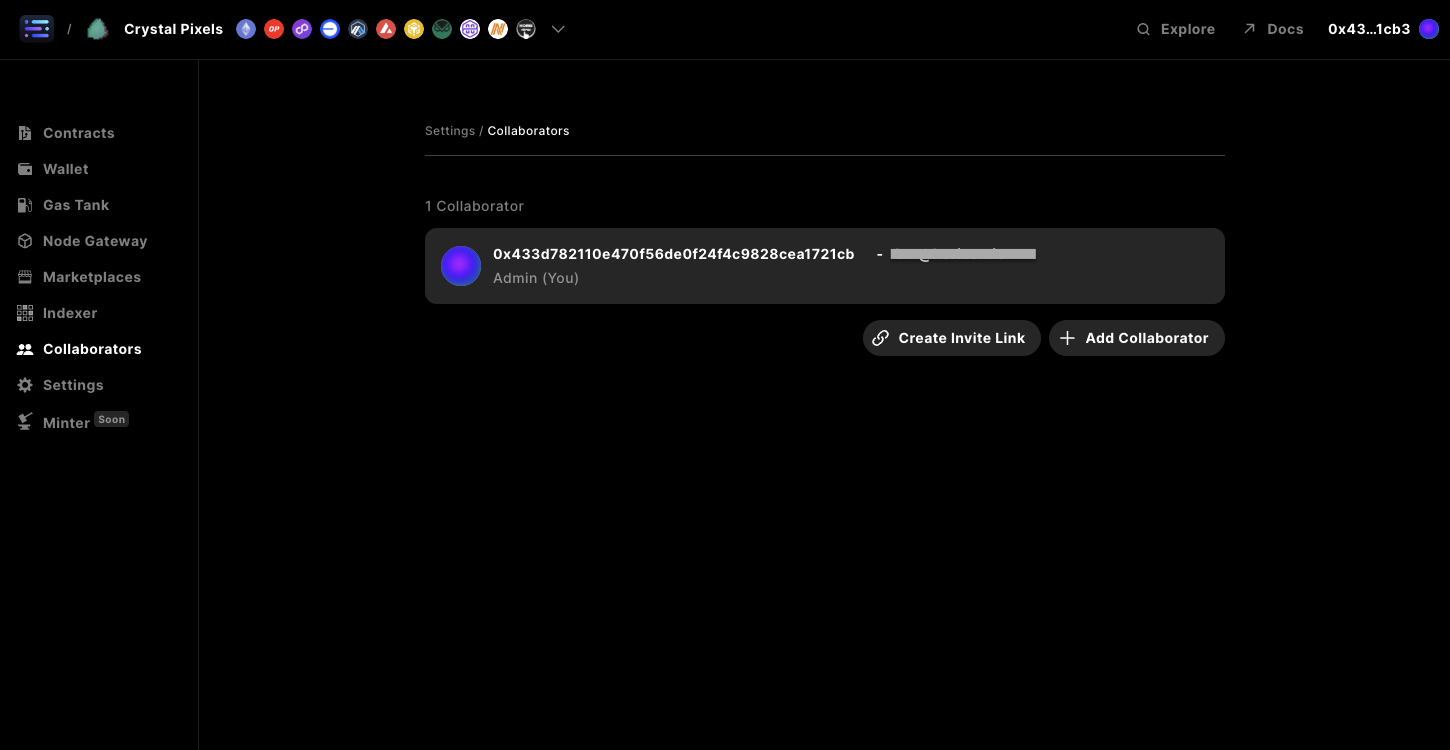 / Crystal Pixels OP Explore Docs 0x43...1cb3
Contracts
Wallet
Gas Tank
Node Gateway
Marketplaces
Indexer
Collaborators
Settings
Minter Soon
Settings / Collaborators
1 Collaborator
0x433d782110e470f56de0f24f4c9828cea1721cb -
Admin (You)
Create Invite Link
Add Collaborator